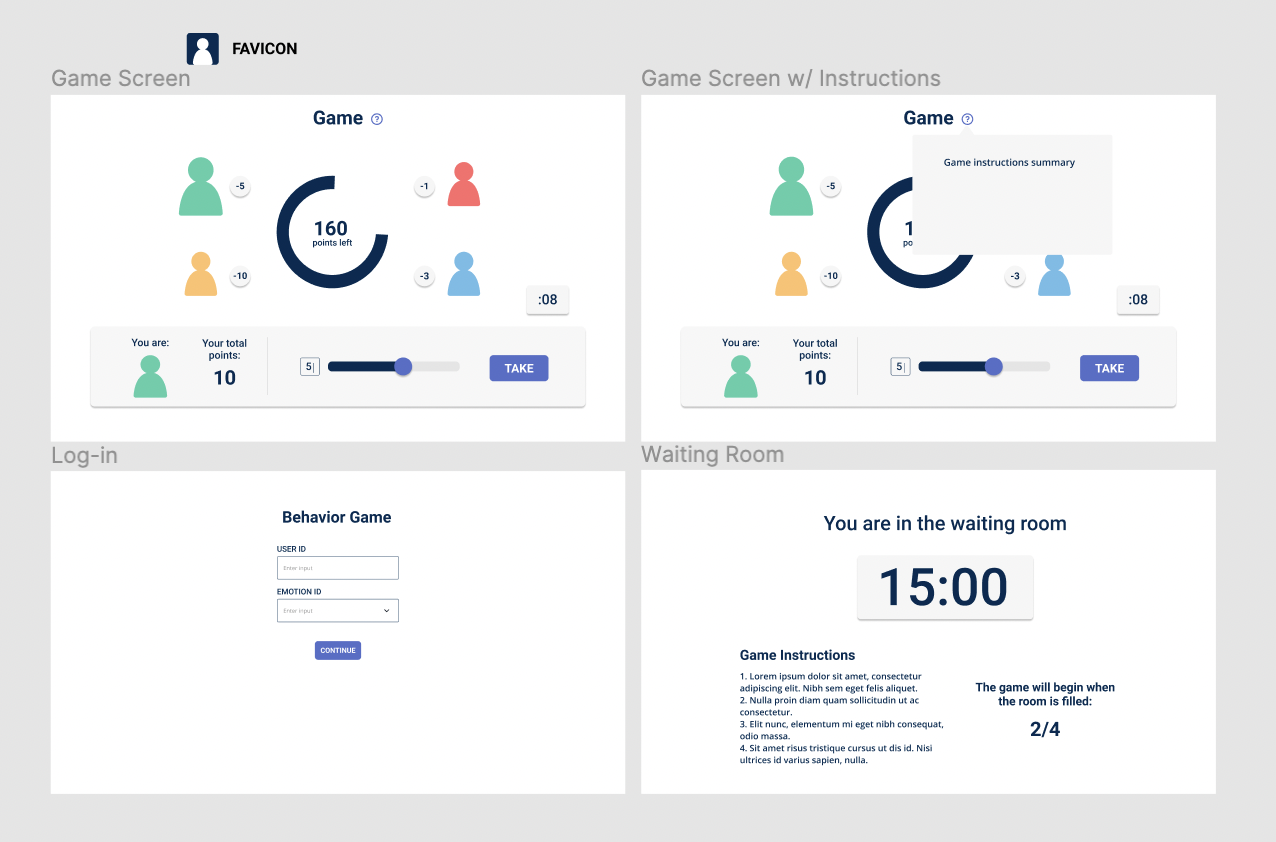 FAVICON
Game Screen
Game ?
-5
-1
160
points left
-10
-3
:08
You are:
Your total
points:
10
5|
TAKE
Game Screen w/ Instructions
Game ?
Game instructions summary
-5
1
po
-10
-3
:08
You are:
Your total
points:
10
5|
TAKE
Log-in
Behavior Game
USER ID
Enter input
EMOTION ID
Enter input
CONTINUE
Waiting Room
You are in the waiting room
15:00
Game Instructions
1. Lorem ipsum dolor sit amet, consectetur
adipiscing elit. Nibh sem eget felis aliquet.
2. Nulla proin diam quam sollicitudin ut ac
consectetur.
3. Elit nunc, elementum mi eget nibh consequat,
odio massa.
4. Sit amet risus tristique cursus ut dis id. Nisi
ultrices id varius sapien, nulla.
The game will begin when
the room is filled:
2/4